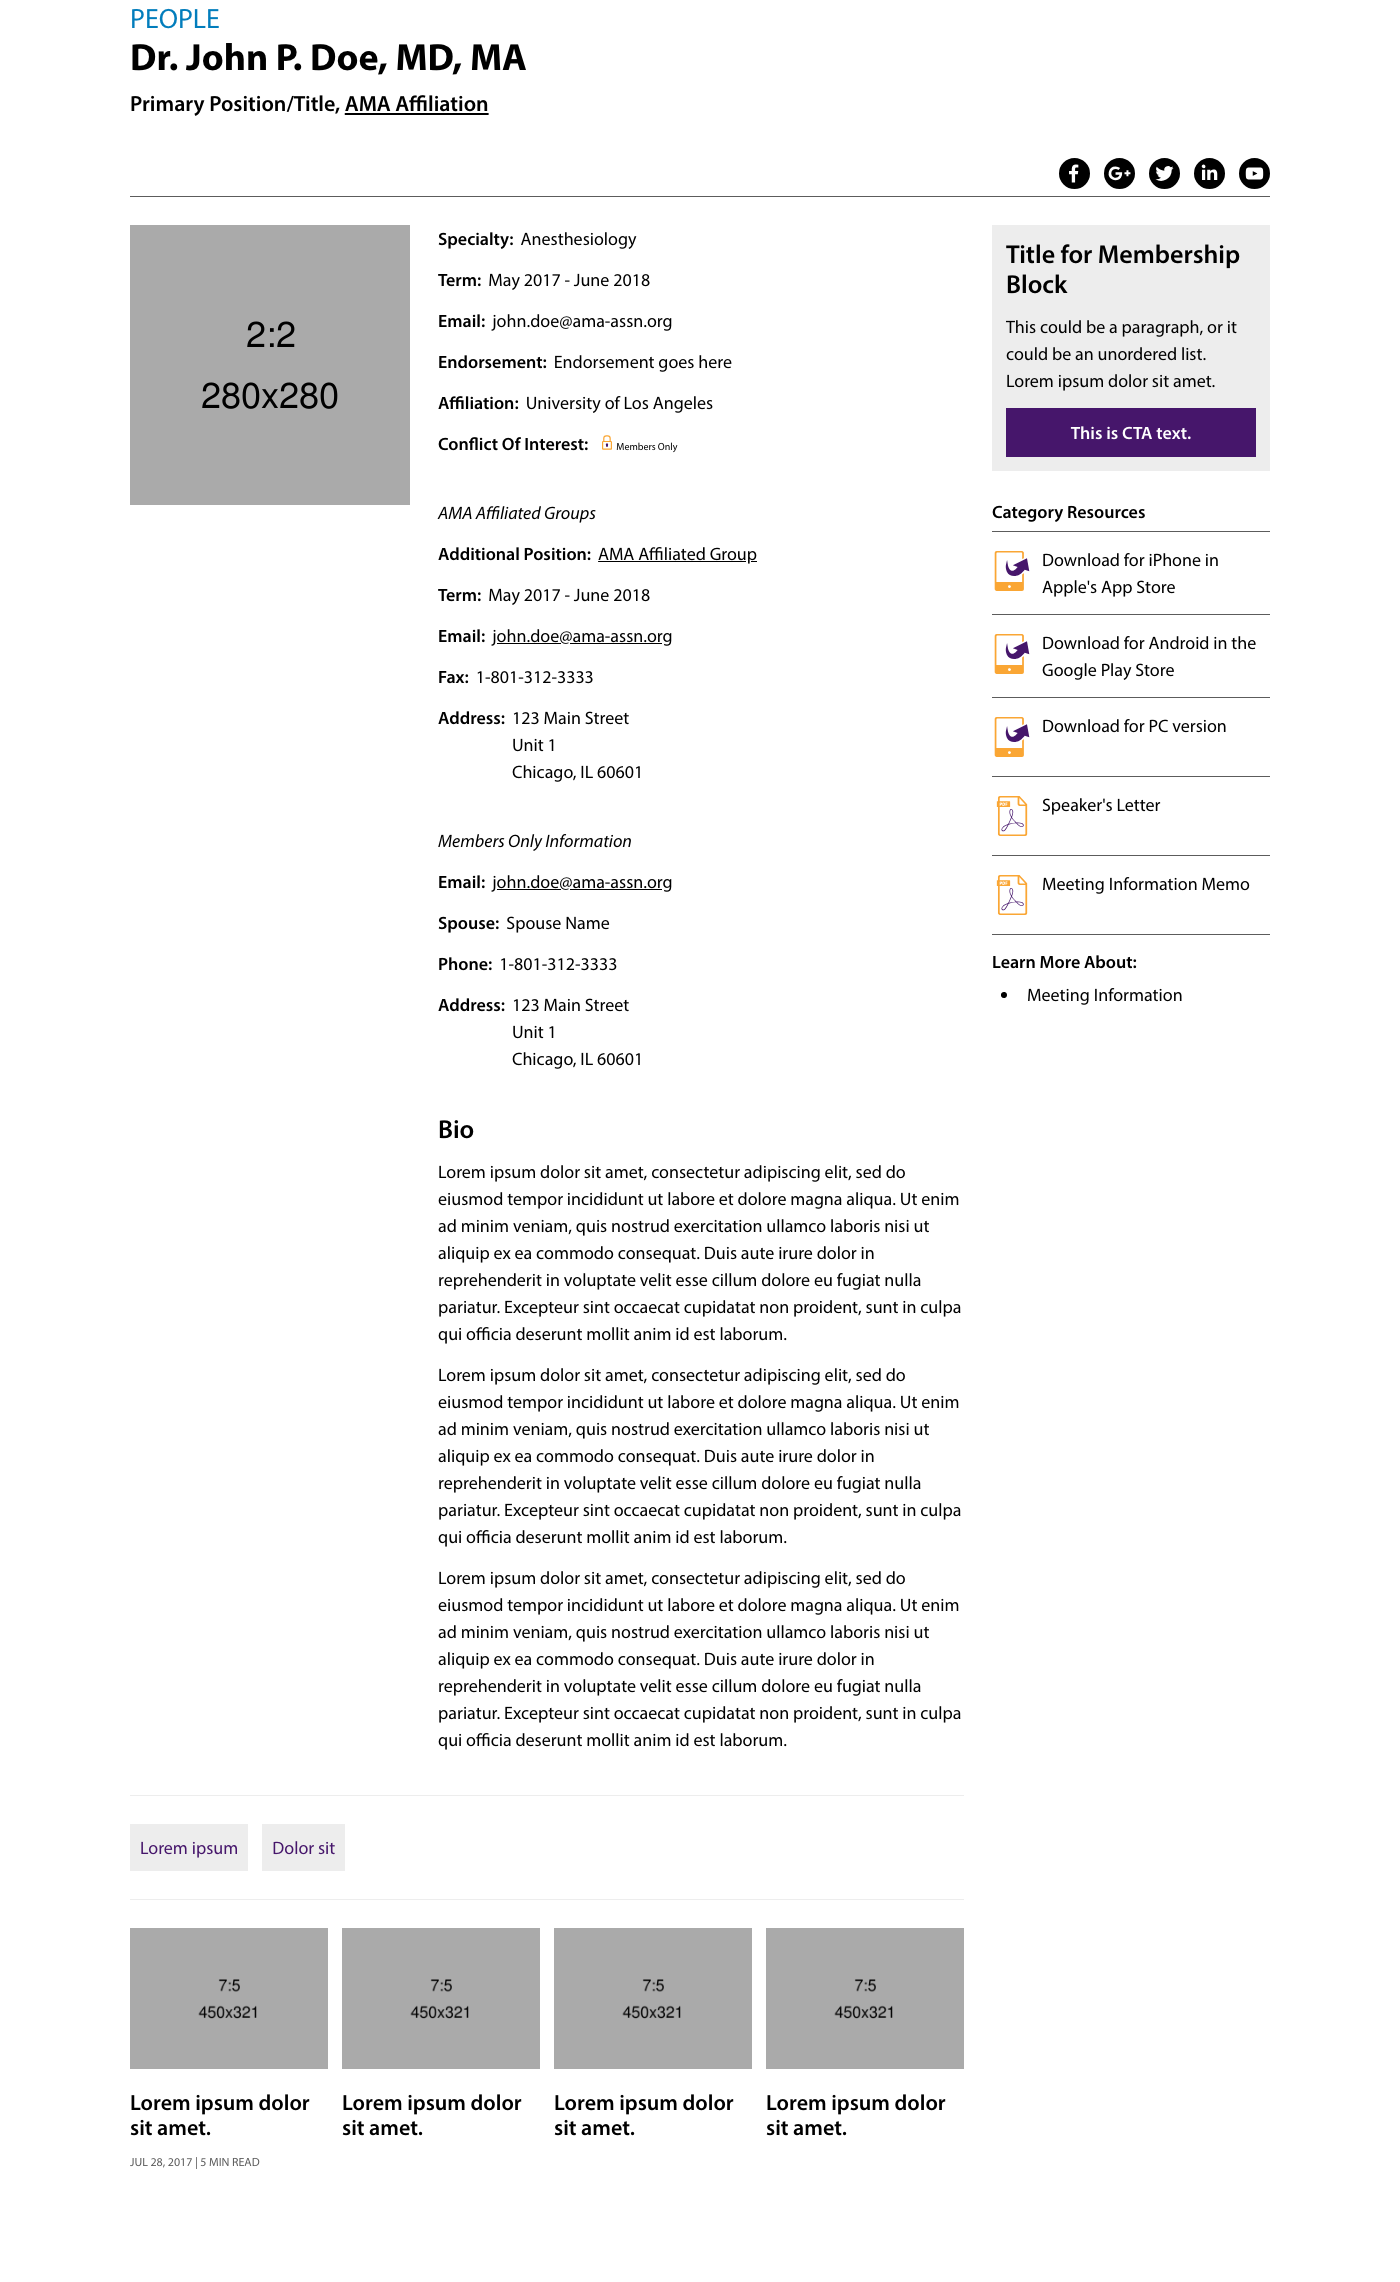 PEOPLE
Dr. John P. Doe, MD, MA
Primary Position/Title, AMA Affiliation
2:2
280x280
Specialty: Anesthesiology
Term: May 2017 - June 2018
Email: john.doe@ama-assn.org
Endorsement: Endorsement goes here
Affiliation: University of Los Angeles
Conflict Of Interest: Members Only
AMA Affiliated Groups
Additional Position: AMA Affiliated Group
Term: May 2017 - June 2018
Email: john.doe@ama-assn.org
Fax: 1-801-312-3333
Address: 123 Main Street
Unit 1
Chicago, IL 60601
Members Only Information
Email: john.doe@ama-assn.org
Spouse: Spouse Name
Phone: 1-801-312-3333
Address: 123 Main Street
Unit 1
Chicago, IL 60601
Bio
Lorem ipsum dolor sit amet, consectetur adipiscing elit, sed do
eiusmod tempor incididunt ut labore et dolore magna aliqua. Ut enim
ad minim veniam, quis nostrud exercitation ullamco laboris nisi ut
aliquip ex ea commodo consequat. Duis aute irure dolor in
reprehenderit in voluptate velit esse cillum dolore eu fugiat nulla
pariatur. Excepteur sint occaecat cupidatat non proident, sunt in culpa
qui officia deserunt mollit anim id est laborum.
Lorem ipsum dolor sit amet, consectetur adipiscing elit, sed do
eiusmod tempor incididunt ut labore et dolore magna aliqua. Ut enim
ad minim veniam, quis nostrud exercitation ullamco laboris nisi ut
aliquip ex ea commodo consequat. Duis aute irure dolor in
reprehenderit in voluptate velit esse cillum dolore eu fugiat nulla
pariatur. Excepteur sint occaecat cupidatat non proident, sunt in culpa
qui officia deserunt mollit anim id est laborum.
Lorem ipsum dolor sit amet, consectetur adipiscing elit, sed do
eiusmod tempor incididunt ut labore et dolore magna aliqua. Ut enim
ad minim veniam, quis nostrud exercitation ullamco laboris nisi ut
aliquip ex ea commodo consequat. Duis aute irure dolor in
reprehenderit in voluptate velit esse cillum dolore eu fugiat nulla
pariatur. Excepteur sint occaecat cupidatat non proident, sunt in culpa
qui officia deserunt mollit anim id est laborum.
Title for Membership
Block
This could be a paragraph, or it
could be an unordered list.
Lorem ipsum dolor sit amet.
This is CTA text.
Category Resources
Download for iPhone in
Apple's App Store
Download for Android in the
Google Play Store
Download for PC version
Speaker's Letter
Meeting Information Memo
Learn More About:
• Meeting Information
Lorem ipsum
Dolor sit
7:5
450x321
Lorem ipsum dolor
sit amet.
JUL 28, 2017 | 5 MIN READ
7:5
450x321
Lorem ipsum dolor
sit amet.
7:5
450x321
Lorem ipsum dolor
sit amet.
7:5
450x321
Lorem ipsum dolor
sit amet.